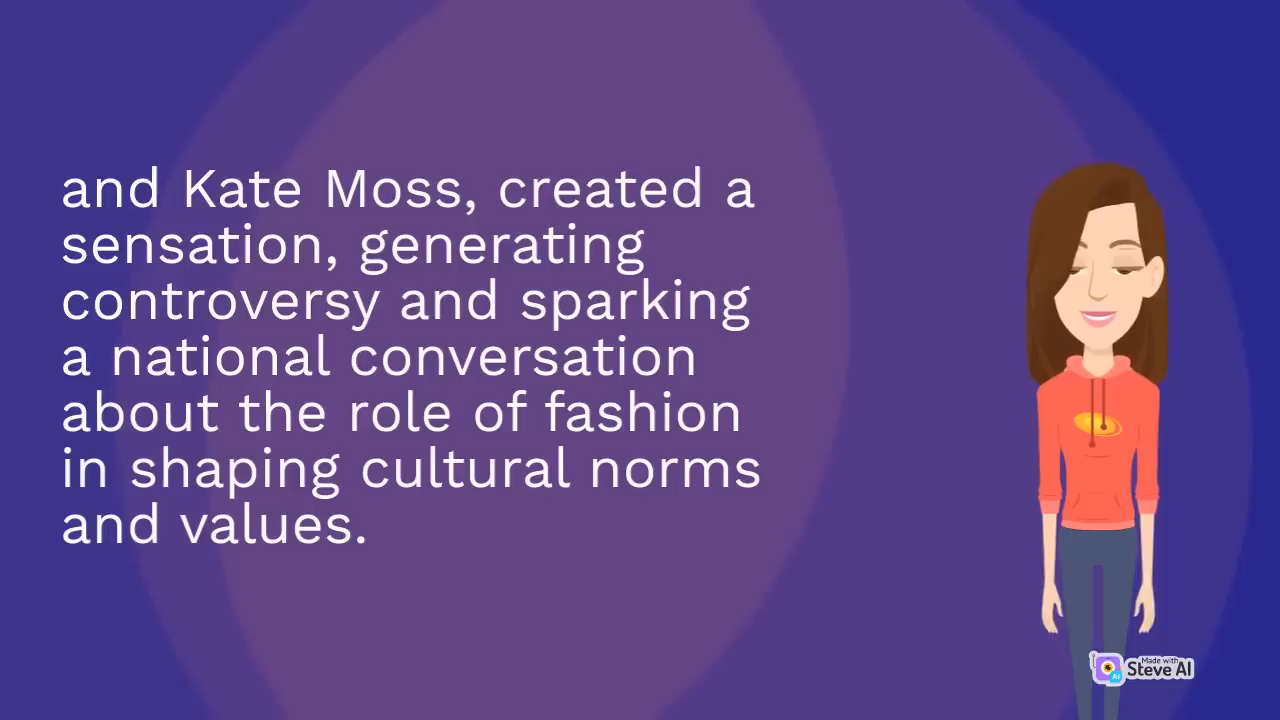 and Kate Moss, created a
sensation, generating
controversy and sparking
a national conversation
about the role of fashion
in shaping cultural norms
and values.
Made with
Steve AI
AI